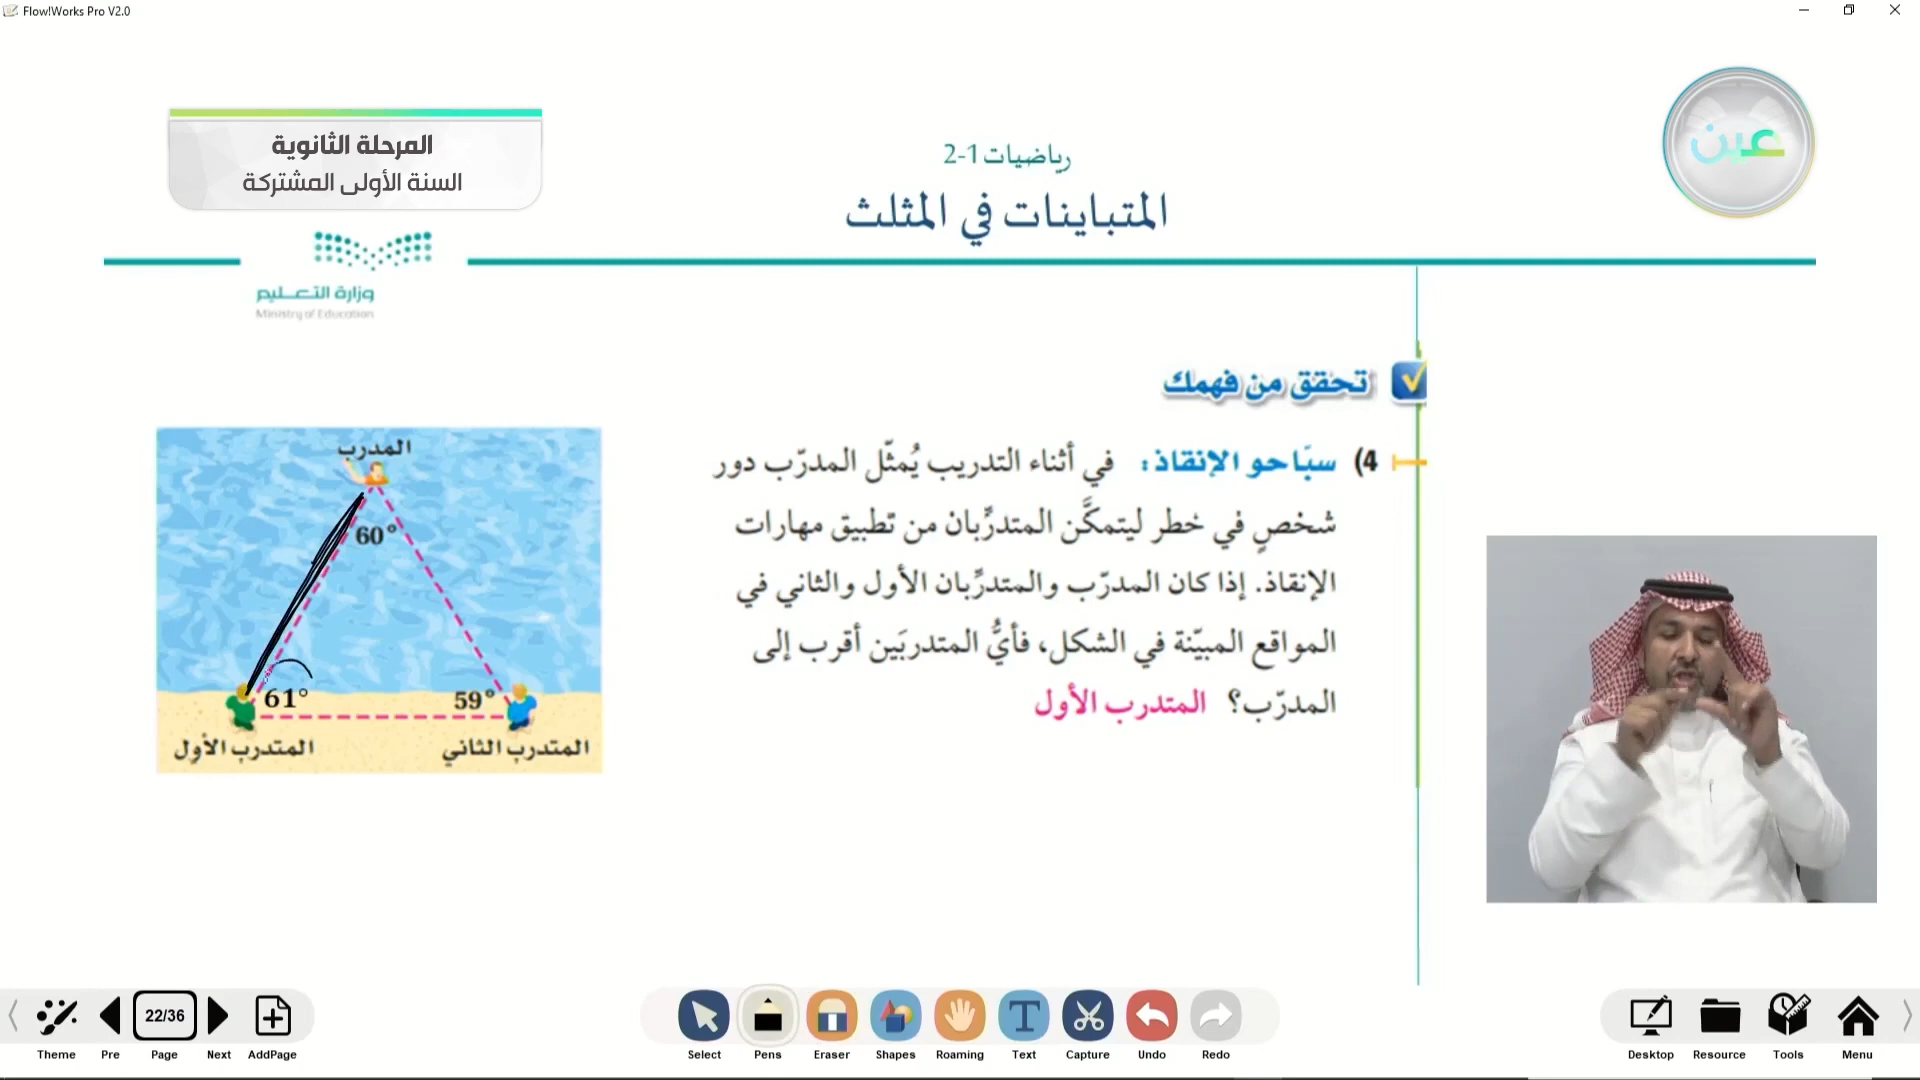 Flow!Works Pro V2.0
المرحلة الثانوية
السنة الأولى المشتركة
رياضيات 1-2
المتباينات في المثلث
عين
وزارة التعليم
Ministry of Education
تحقق من فهمك
4) سبّاحو الإنقاذ: في أثناء التدريب يُمثّل المدرّب دور
شخصٍ في خطر ليتمكَّن المتدرِّبان من تطبيق مهارات
الإنقاذ. إذا كان المدرّب والمتدرِّبان الأول والثاني في
المواقع المبيّنة في الشكل، فأيُّ المتدربَين أقرب إلى
المدرّب؟ المتدرب الأول
المدرب
60°
61°
59°
المتدرب الأول
المتدرب الثاني
22/36
Theme
Pre
Page
Next
AddPage
Select
Pens
Eraser
Shapes
Roaming
Text
Capture
Undo
Redo
Desktop
Resource
Tools
Menu